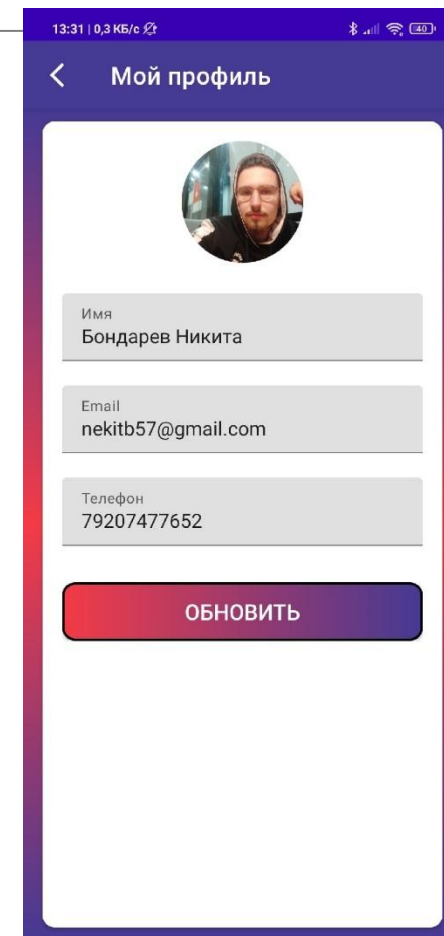 13:31 | 0,3 КБ/с
40
Мой профиль
Имя
Бондарев Никита
Email
nekitb57@gmail.com
Телефон
79207477652
ОБНОВИТЬ